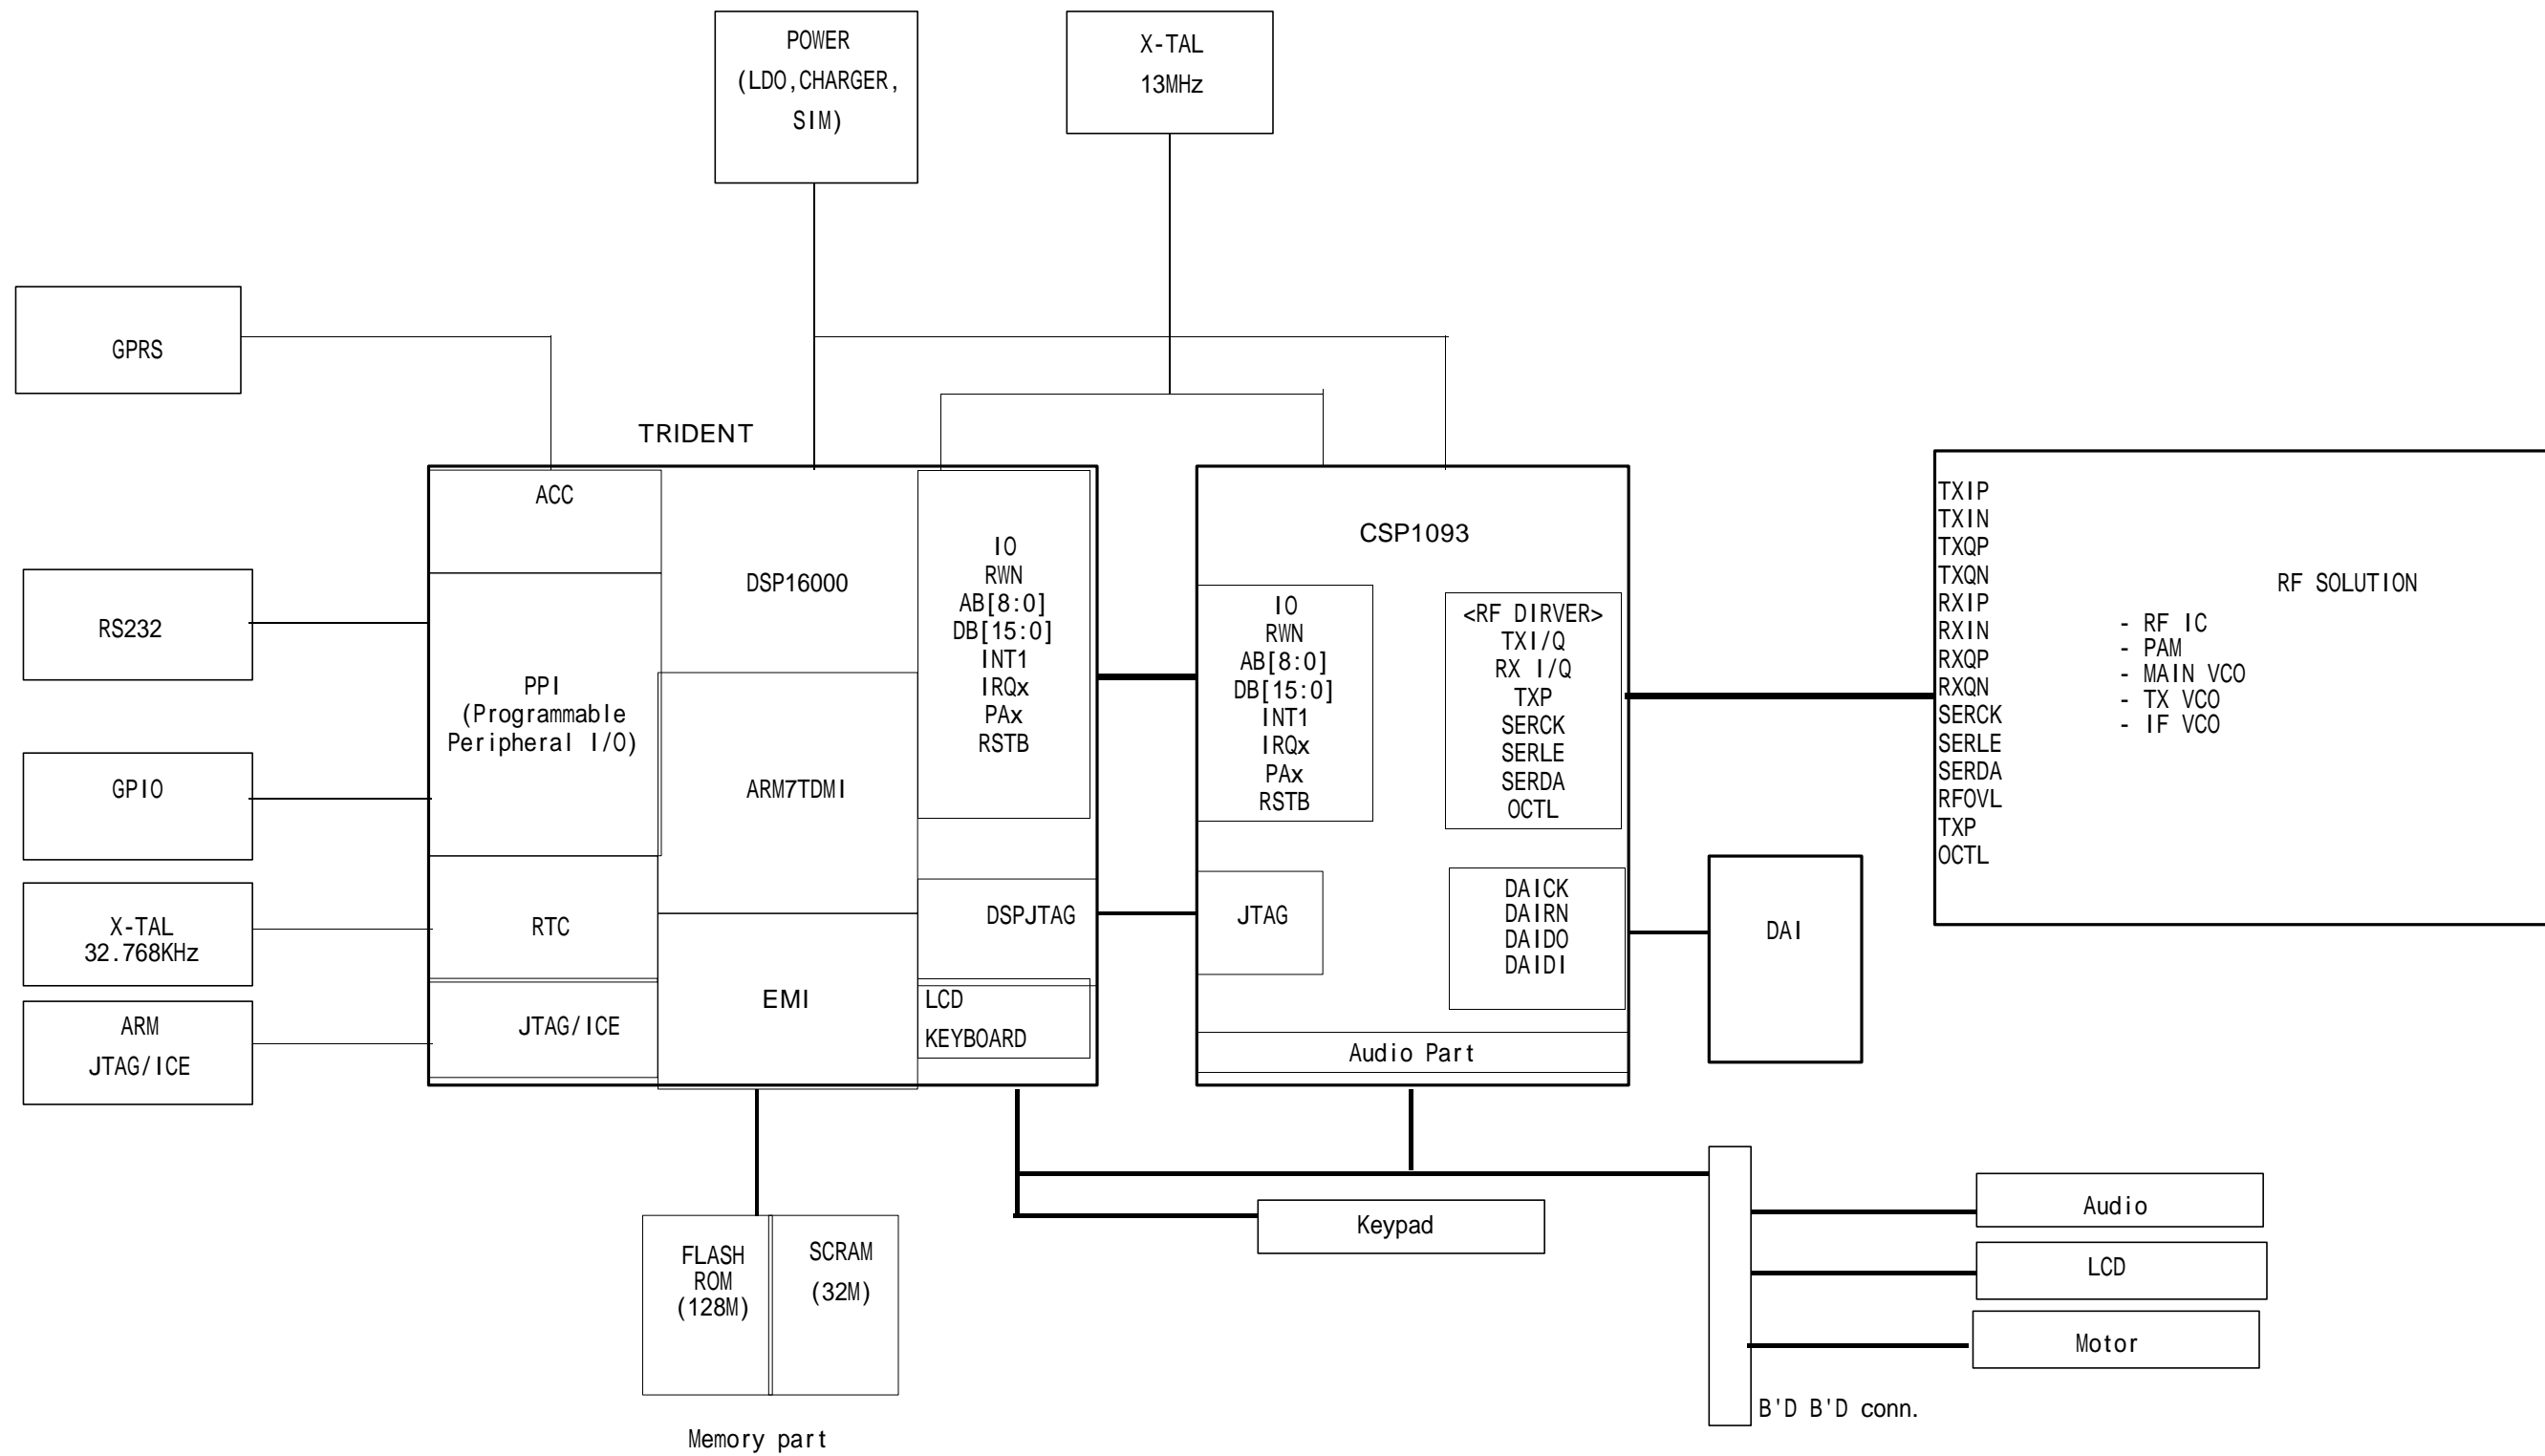 POWER
(LDO,CHARGER,
SIM)
X-TAL
13MHz
GPRS
TRIDENT
ACC
DSP16000
IO
RWN
AB[8:0]
DB[15:0]
INT1
IRQx
PAx
RSTB
PPI
(Programmable
Peripheral I/O)
ARM7TDMI
RTC
DSPJTAG
JTAG/ICE
EMI
LCD
KEYBOARD
RS232
GPIO
X-TAL
32.768KHz
ARM
JTAG/ICE
CSP1093
IO
RWN
AB[8:0]
DB[15:0]
INT1
IRQx
PAx
RSTB
<RF DIRVER>
TXI/Q
RX I/Q
TXP
SERCK
SERLE
SERDA
OCTL
JTAG
DAICK
DAIRN
DAIDO
DAIDI
Audio Part
DAI
TXIP
TXIN
TXQP
TXQN
RXIP
RXIN
RXQP
RXQN
SERCK
SERLE
SERDA
RFOVL
TXP
OCTL
RF SOLUTION
- RF IC
- PAM
- MAIN VCO
- TX VCO
- IF VCO
FLASH
ROM
(128M)
SCRAM
(32M)
Memory part
Keypad
Audio
LCD
Motor
B'D B'D conn.